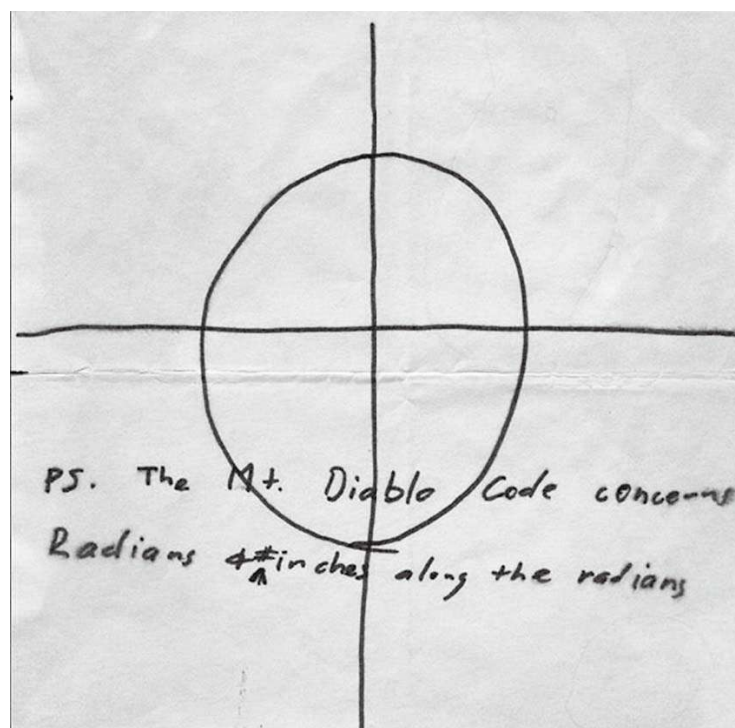 PS. The Mt. Diablo Code concerns
Radians & # inches along the radians